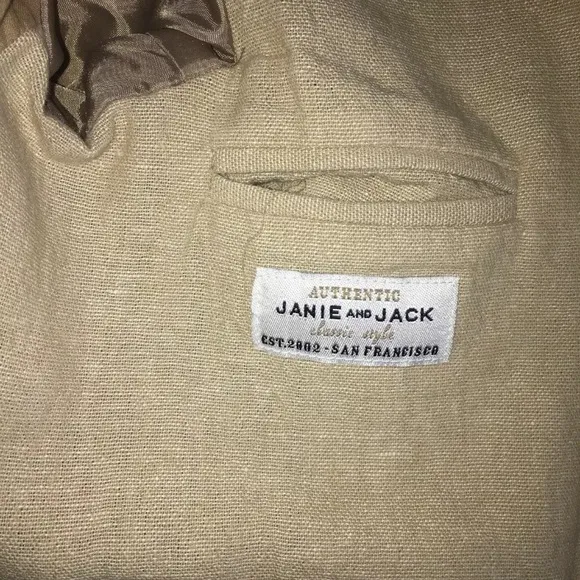 AUTHENTIC
JANIE AND JACK
classic style
EST. 2002 - SAN FRANCISCO